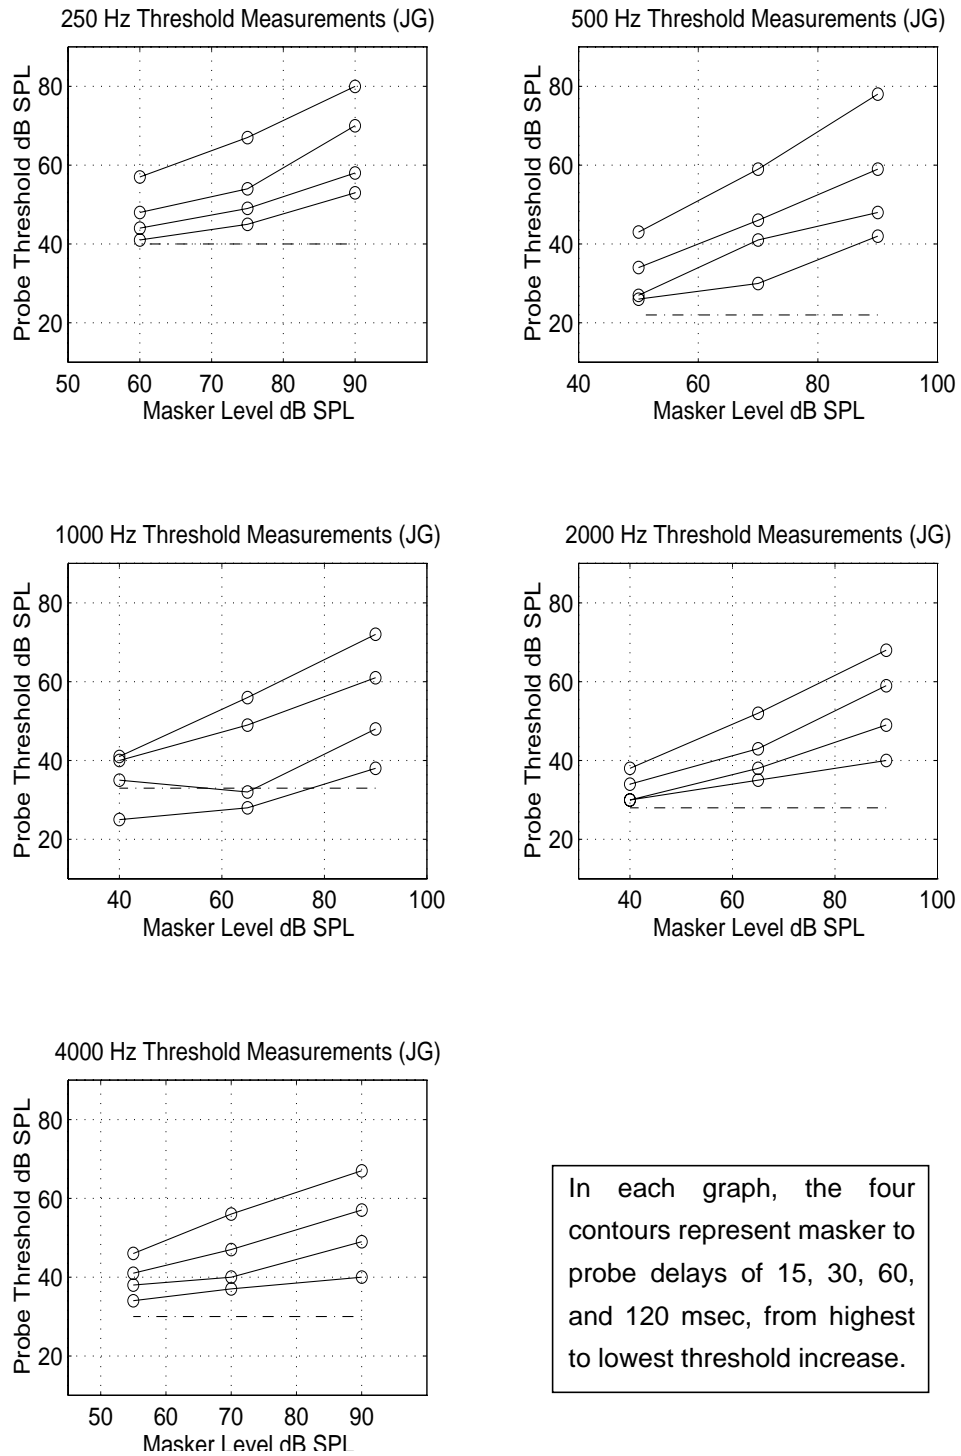 250 Hz Threshold Measurements (JG)
Probe Threshold dB SPL
80
60
40
20
50 60 70 80 90
Masker Level dB SPL
500 Hz Threshold Measurements (JG)
Probe Threshold dB SPL
80
60
40
20
40 60 80 100
Masker Level dB SPL
1000 Hz Threshold Measurements (JG)
Probe Threshold dB SPL
80
60
40
20
40 60 80 100
Masker Level dB SPL
2000 Hz Threshold Measurements (JG)
Probe Threshold dB SPL
80
60
40
20
40 60 80 100
Masker Level dB SPL
4000 Hz Threshold Measurements (JG)
Probe Threshold dB SPL
80
60
40
20
50 60 70 80 90
Masker Level dB SPL
In each graph, the four
contours represent masker to
probe delays of 15, 30, 60,
and 120 msec, from highest
to lowest threshold increase.